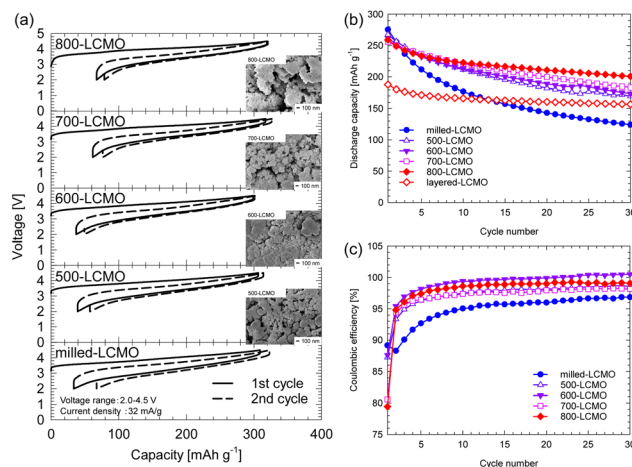 (a)
800-LCMO
800-LCMO
100 nm
700-LCMO
700-LCMO
100 nm
600-LCMO
600-LCMO
100 nm
500-LCMO
500-LCMO
100 nm
milled-LCMO
1st cycle
2nd cycle
Voltage range : 2.0-4.5 V
Current density : 32 mA/g
5
4
3
2
1
0
4
3
2
1
0
4
3
2
1
0
4
3
2
1
0
4
3
2
1
0
Voltage [V]
0 100 200 300 400
Capacity [mAh g⁻¹]
(b)
300
250
200
150
100
50
0
Discharge capacity [mAh g⁻¹]
milled-LCMO
500-LCMO
600-LCMO
700-LCMO
800-LCMO
layered-LCMO
5 10 15 20 25 30
Cycle number
(c)
105
100
95
90
85
80
75
Coulombic efficiency [%]
milled-LCMO
500-LCMO
600-LCMO
700-LCMO
800-LCMO
5 10 15 20 25 30
Cycle number